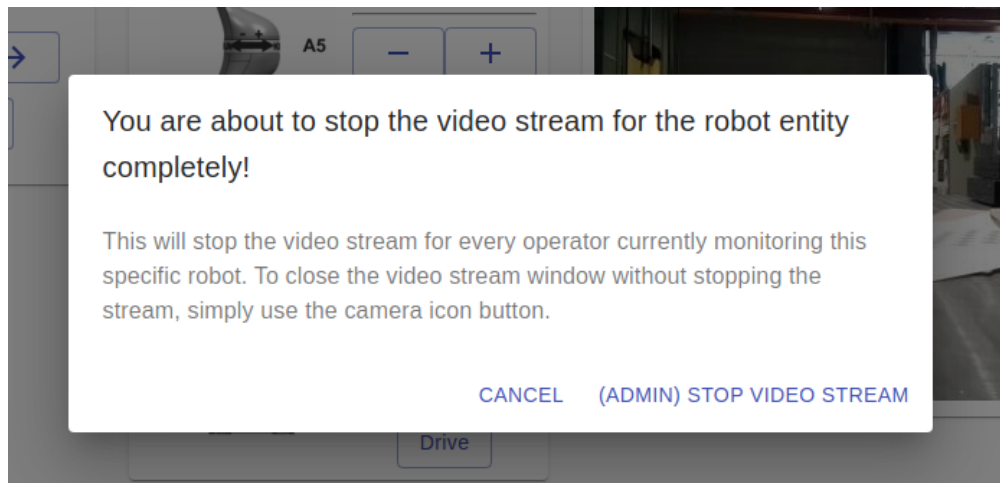 A5
You are about to stop the video stream for the robot entity
completely!
This will stop the video stream for every operator currently monitoring this
specific robot. To close the video stream window without stopping the
stream, simply use the camera icon button.
CANCEL (ADMIN) STOP VIDEO STREAM
Drive